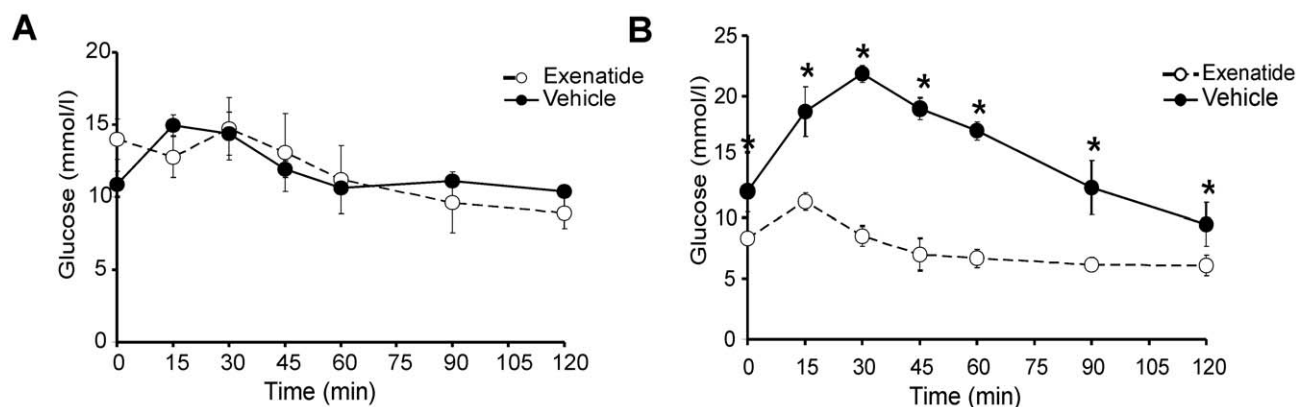 A
20
15
10
5
0
Glucose (mmol/l)
Exenatide
Vehicle
0 15 30 45 60 75 90 105 120
Time (min)
B
25
20
15
10
5
0
Glucose (mmol/l)
* * * * * * *
Exenatide
Vehicle
0 15 30 45 60 75 90 105 120
Time (min)